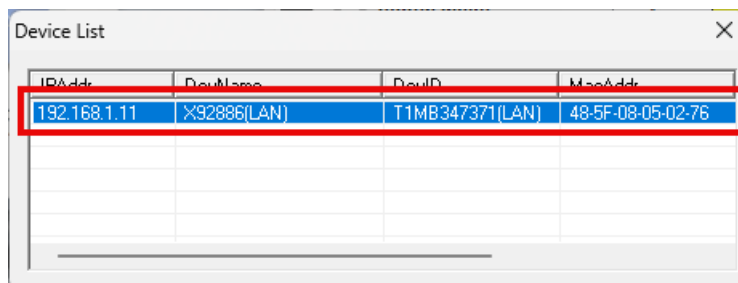 Device List
IPAddr DevName DevID MacAddr
192.168.1.11 X92886(LAN) T1MB347371(LAN) 48-5F-08-05-02-76